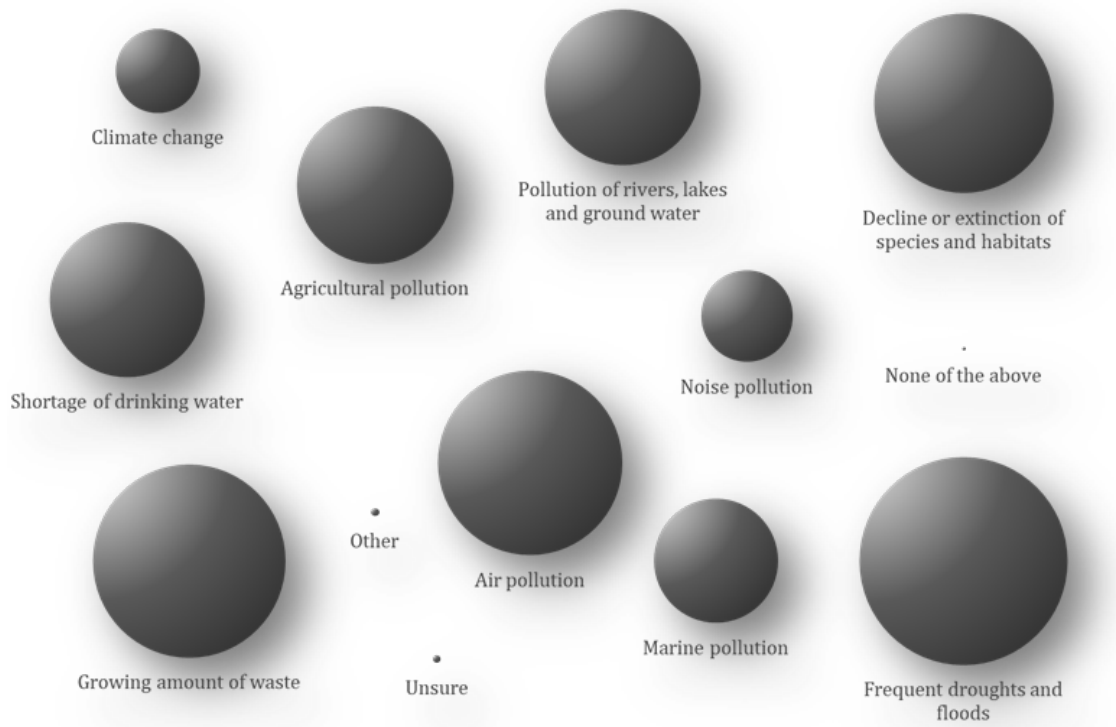 Climate change
Pollution of rivers, lakes
and ground water
Decline or extinction of
species and habitats
Agricultural pollution
Noise pollution
None of the above
Shortage of drinking water
Other
Air pollution
Marine pollution
Growing amount of waste
Unsure
Frequent droughts and
floods